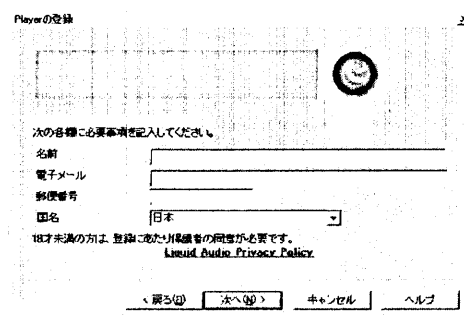 Playerの登録
次の各欄に必要事項を記入してください。
名前
電子メール
郵便番号
国名
日本
18才未満の方は、登録にあたり保護者の同意が必要です。
Liquid Audio Privacy Policy
< 戻る(B) 次へ(N) > キャンセル ヘルプ